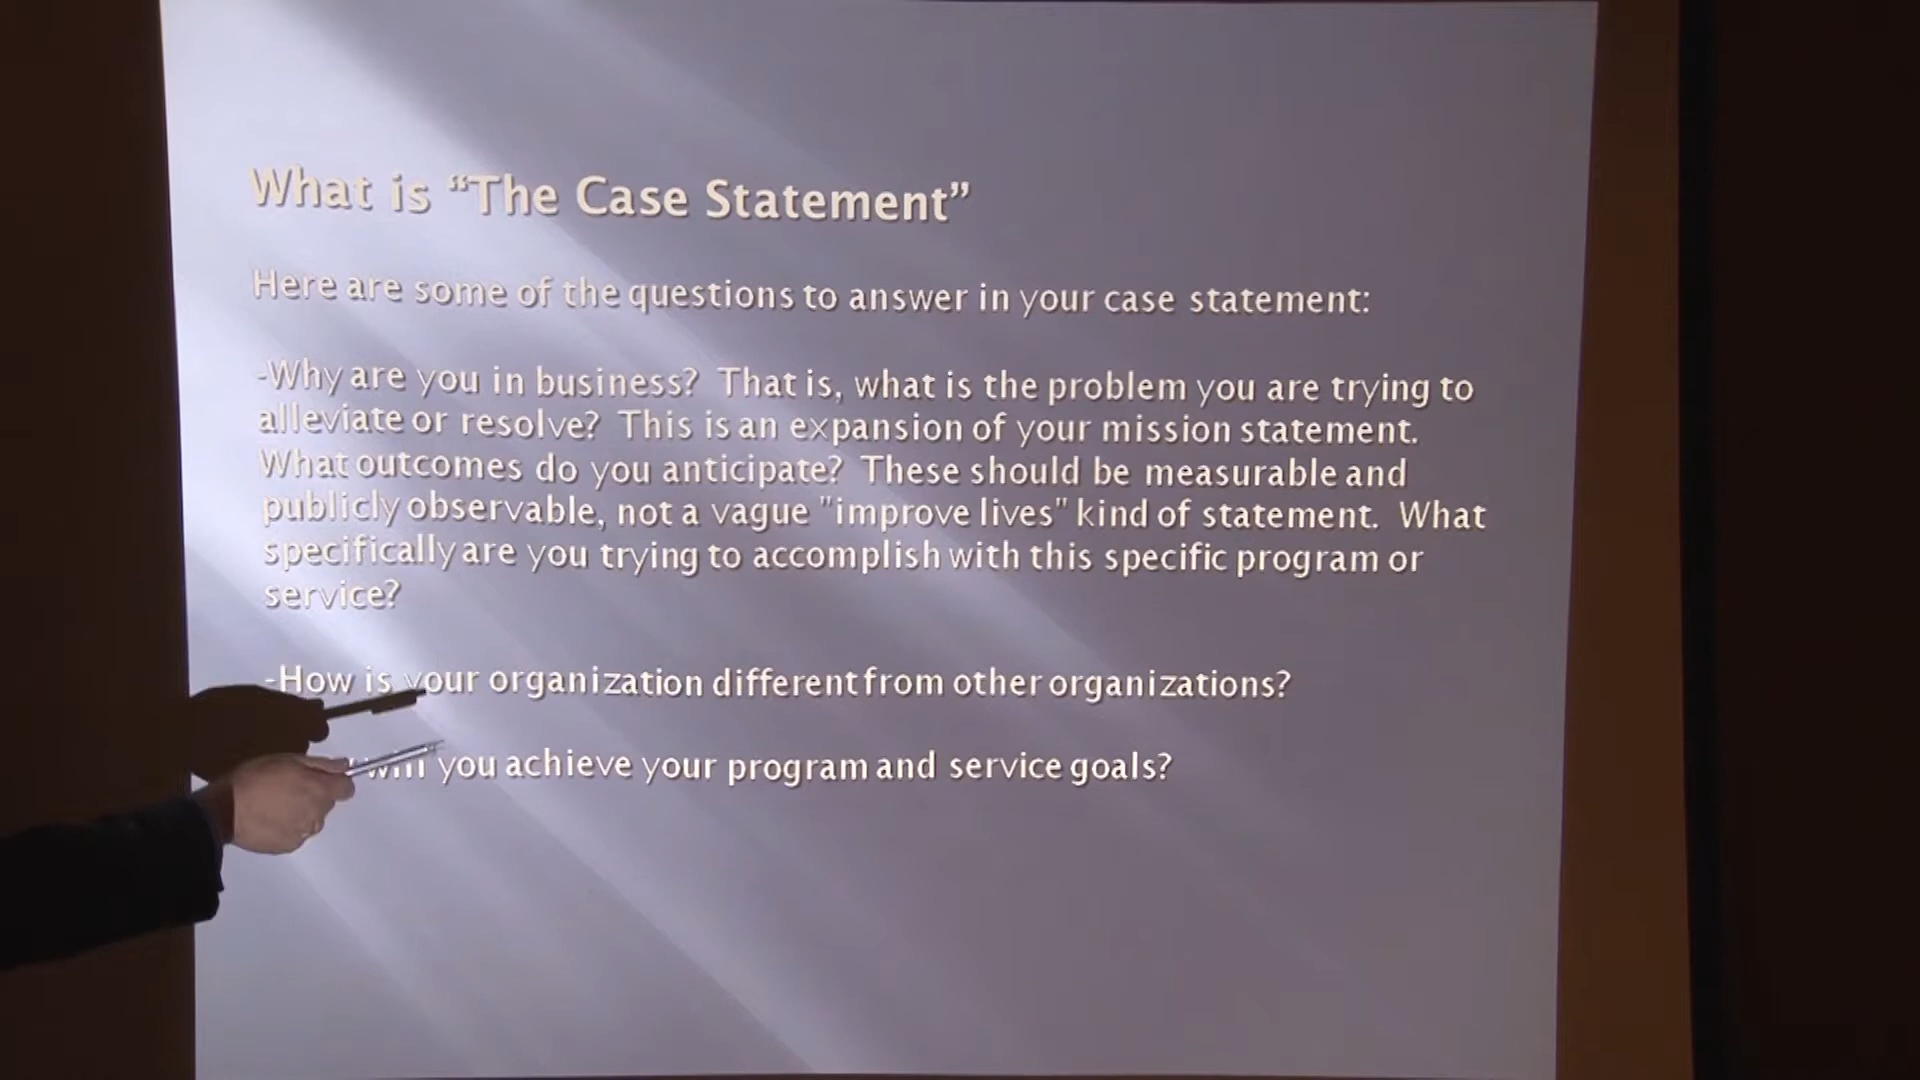 What is “The Case Statement”
Here are some of the questions to answer in your case statement:
-Why are you in business? That is, what is the problem you are trying to
alleviate or resolve? This is an expansion of your mission statement.
What outcomes do you anticipate? These should be measurable and
publicly observable, not a vague "improve lives" kind of statement. What
specifically are you trying to accomplish with this specific program or
service?
-How is your organization different from other organizations?
will you achieve your program and service goals?